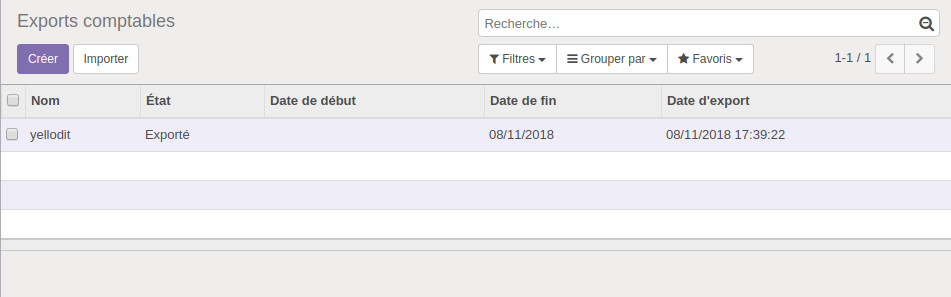 Exports comptables
Recherche...
Créer Importer
Filtres Grouper par Favoris 1-1 / 1
Nom État Date de début Date de fin Date d'export
yellodit Exporté 08/11/2018 08/11/2018 17:39:22